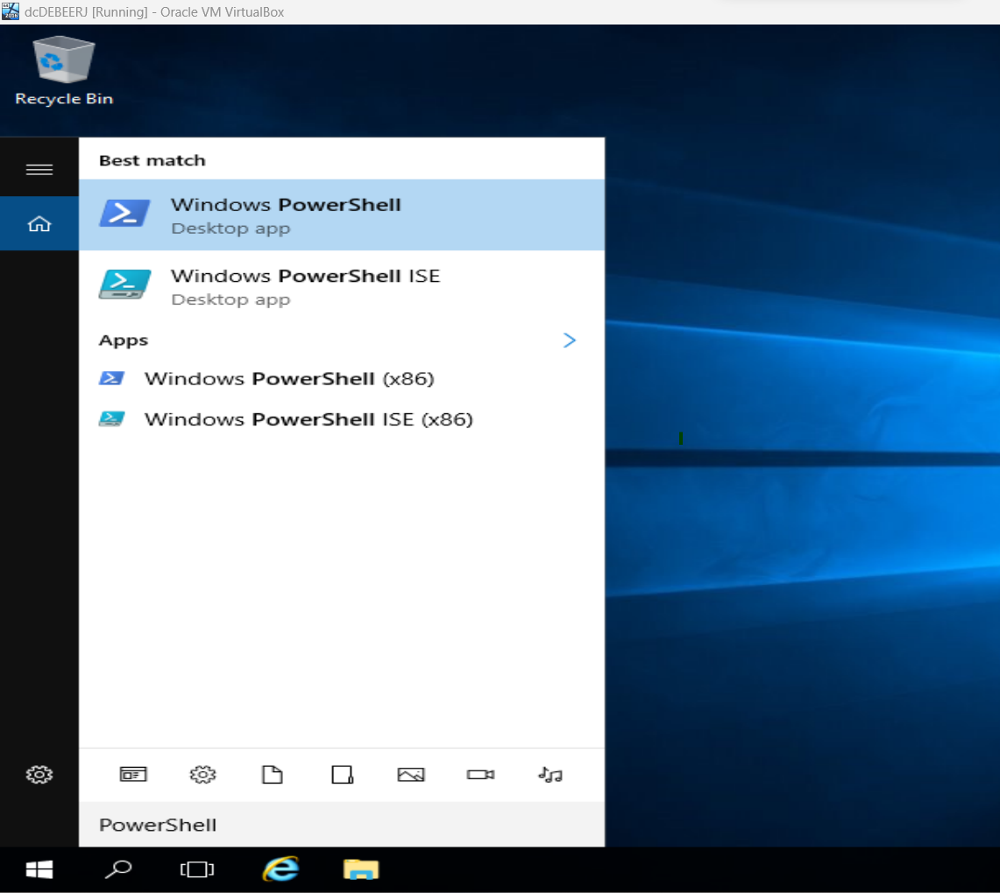 dcDEBEERJ [Running] - Oracle VM VirtualBox
Recycle Bin
Best match
Windows PowerShell
Desktop app
Windows PowerShell ISE
Desktop app
Apps
Windows PowerShell (x86)
Windows PowerShell ISE (x86)
PowerShell